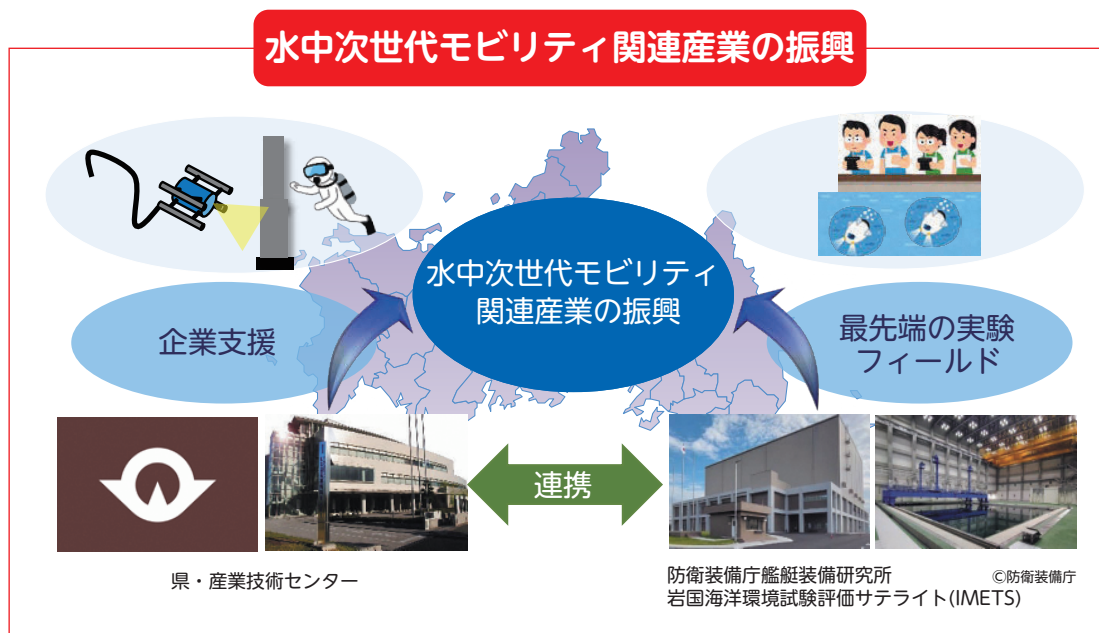 水中次世代モビリティ関連産業の振興
水中次世代モビリティ
関連産業の振興
企業支援
最先端の実験
フィールド
連携
県・産業技術センター
防衛装備庁艦艇装備研究所
©防衛装備庁
岩国海洋環境試験評価サテライト(IMETS)